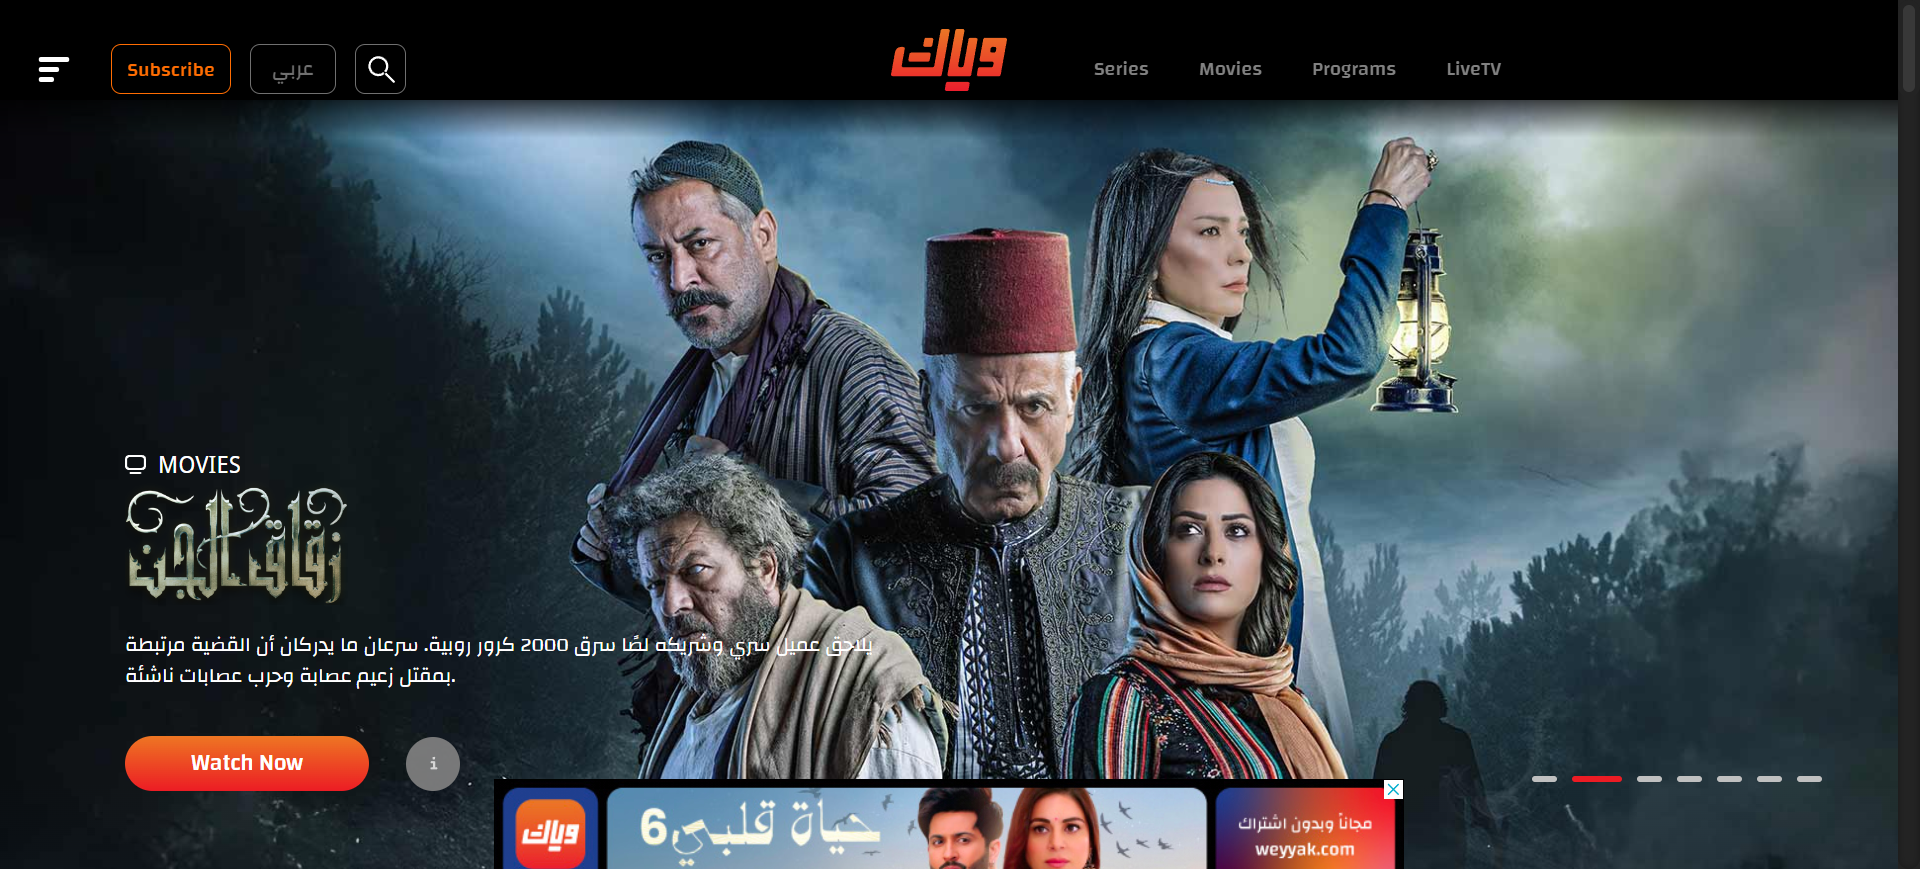 Subscribe
عربي
وياك
Series
Movies
Programs
LiveTV
MOVIES
زقاق الجن
يلاحق عميل سري وشريكه لصًا سرق 2000 كرور روبية. سرعان ما يدركان أن القضية مرتبطة
بمقتل زعيم عصابة وحرب عصابات ناشئة.
Watch Now
i
وياك
حياة قلبي 6
مجاناً وبدون اشتراك
weyyak.com